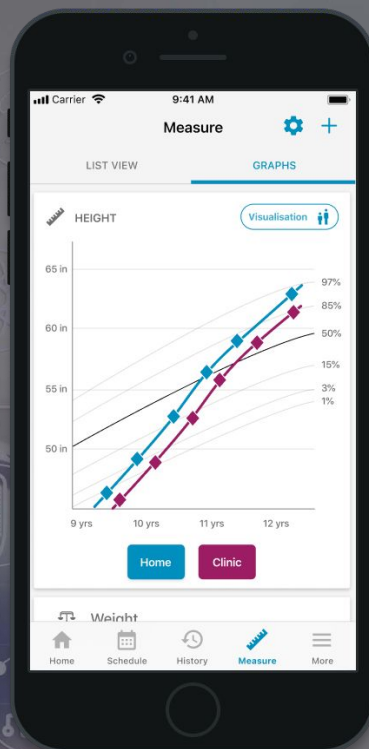 Carrier
9:41 AM
Measure
LIST VIEW
GRAPHS
HEIGHT
Visualisation
65 in
60 in
55 in
50 in
97%
85%
50%
15%
3%
1%
9 yrs
10 yrs
11 yrs
12 yrs
Home
Clinic
Weight
Home
Schedule
History
Measure
More